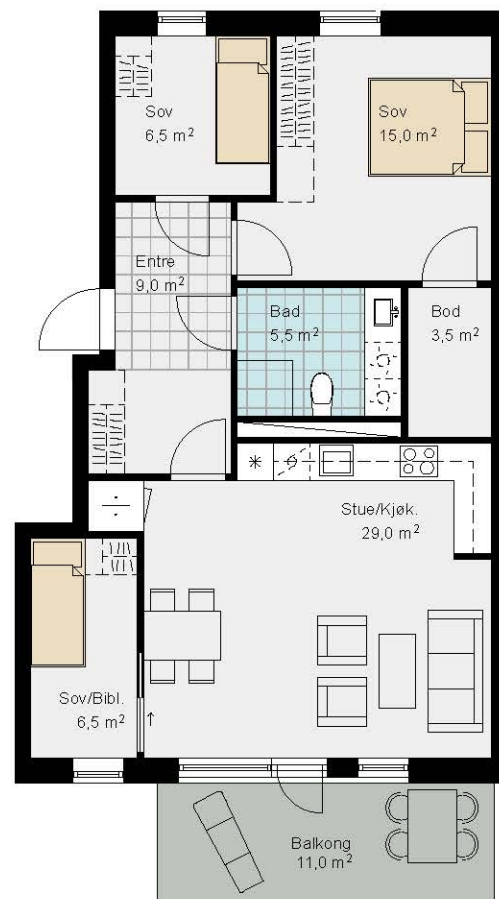 Sov
6,5 m²
Sov
15,0 m²
Entre
9,0 m²
Bad
5,5 m²
Bod
3,5 m²
Stue/Kjøk.
29,0 m²
Sov/Bibl.
6,5 m²
Balkong
11,0 m²